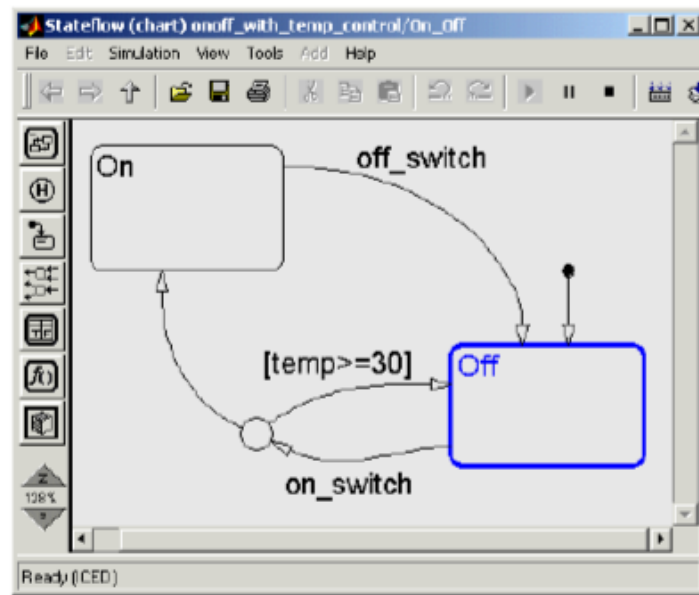 Stateflow (chart) onoff_with_temp_control/On_Off
File Edit Simulation View Tools Add Help
On
off_switch
[temp>=30]
Off
on_switch
128%
Ready (ICED)